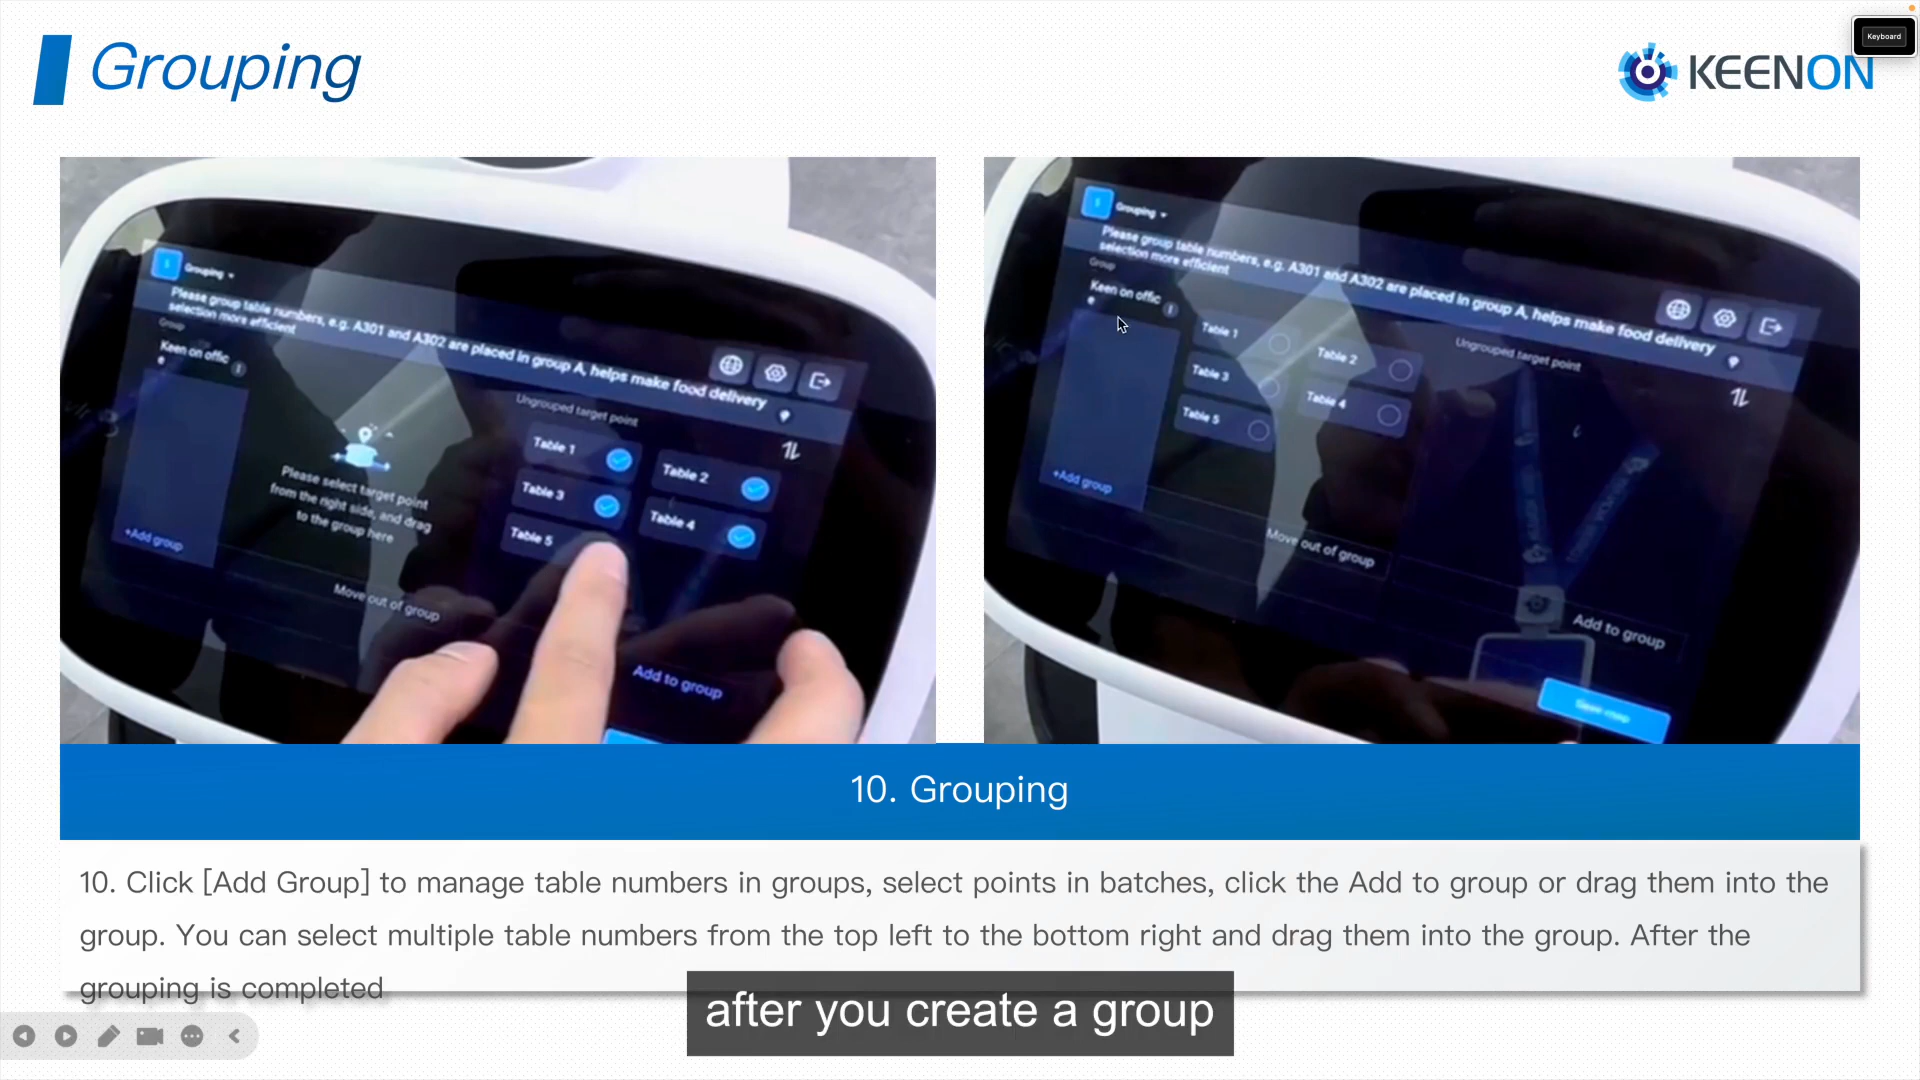 Grouping
Keyboard
KEENON
Grouping
Please group table numbers, e.g. A301 and A302 are placed in group A, helps make food delivery
selection more efficient
Group
Keen on offic
e
Ungrouped target point
Table 1
Table 2
Table 3
Table 4
Table 5
Please select target point
from the right side, and drag
to the group here
+Add group
Move out of group
Add to group
Grouping
Please group table numbers, e.g. A301 and A302 are placed in group A, helps make food delivery
selection more efficient
Group
Keen on offic
e
Table 1
Table 2
Table 3
Table 4
Table 5
Ungrouped target point
+Add group
Move out of group
Add to group
Save map
10. Grouping
10. Click [Add Group] to manage table numbers in groups, select points in batches, click the Add to group or drag them into the
group. You can select multiple table numbers from the top left to the bottom right and drag them into the group. After the
grouping is completed
after you create a group